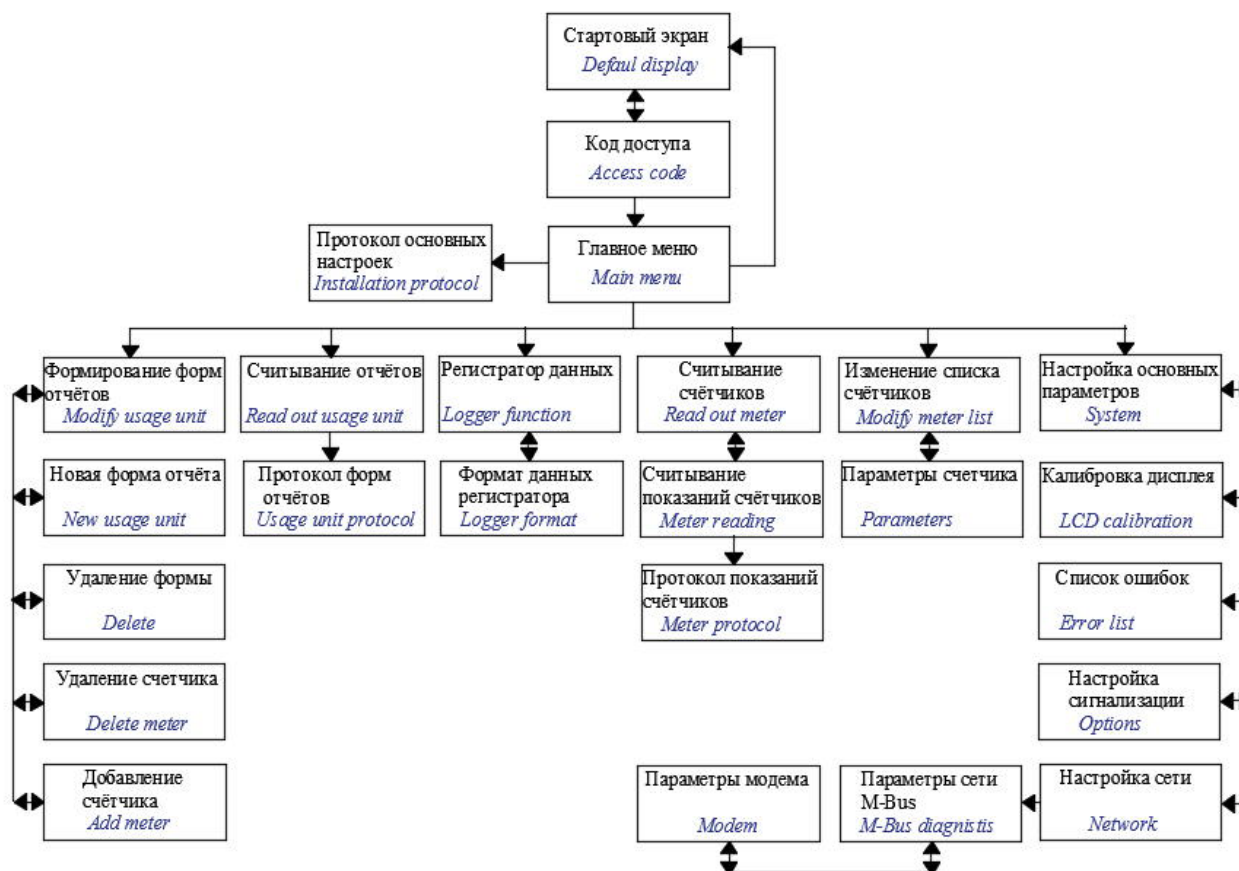 Стартовый экран
Defaul display
Код доступа
Access code
Протокол основных
настроек
Installation protocol
Главное меню
Main menu
Формирование форм
отчётов
Modify usage unit
Считывание отчётов
Read out usage unit
Регистратор данных
Logger function
Считывание
счётчиков
Read out meter
Изменение списка
счётчиков
Modify meter list
Настройка основных
параметров
System
Новая форма отчёта
New usage unit
Протокол форм
отчётов
Usage unit protocol
Формат данных
регистратора
Logger format
Считывание
показаний счётчиков
Meter reading
Параметры счетчика
Parameters
Калибровка дисплея
LCD calibration
Удаление формы
Delete
Протокол показаний
счётчиков
Meter protocol
Список ошибок
Error list
Удаление счетчика
Delete meter
Настройка
сигнализации
Options
Добавление
счётчика
Add meter
Параметры модема
Modem
Параметры сети
M-Bus
M-Bus diagnistis
Настройка сети
Network